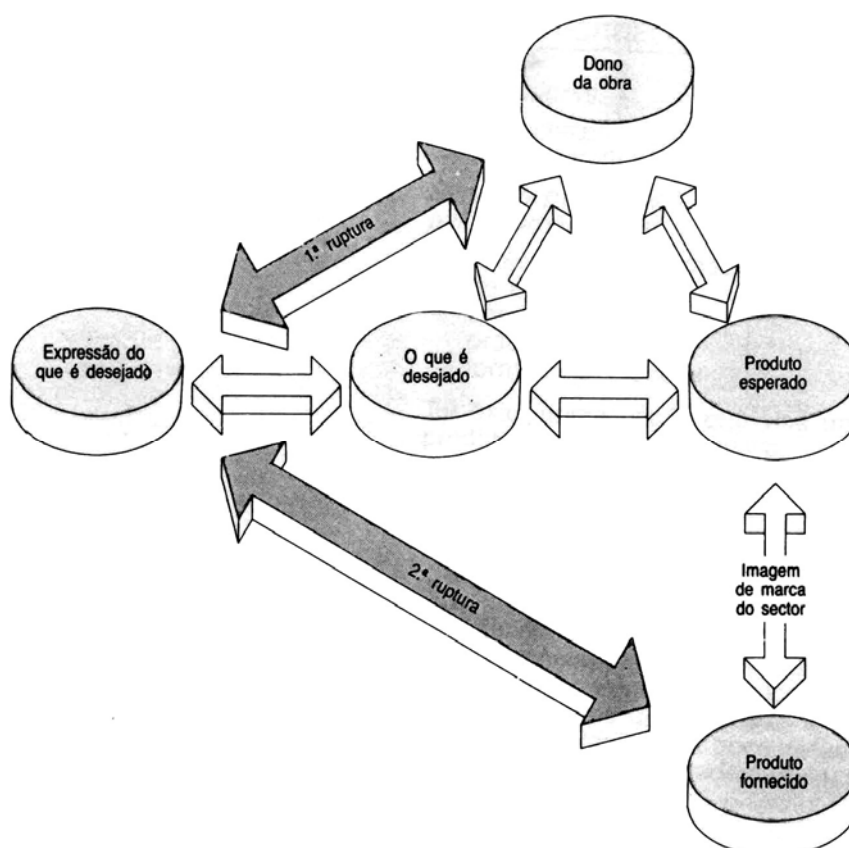 Dono
da obra
1.ª ruptura
Expressão do
que é desejado
O que é
desejado
Produto
esperado
2.ª ruptura
Imagem
de marca
do sector
Produto
fornecido